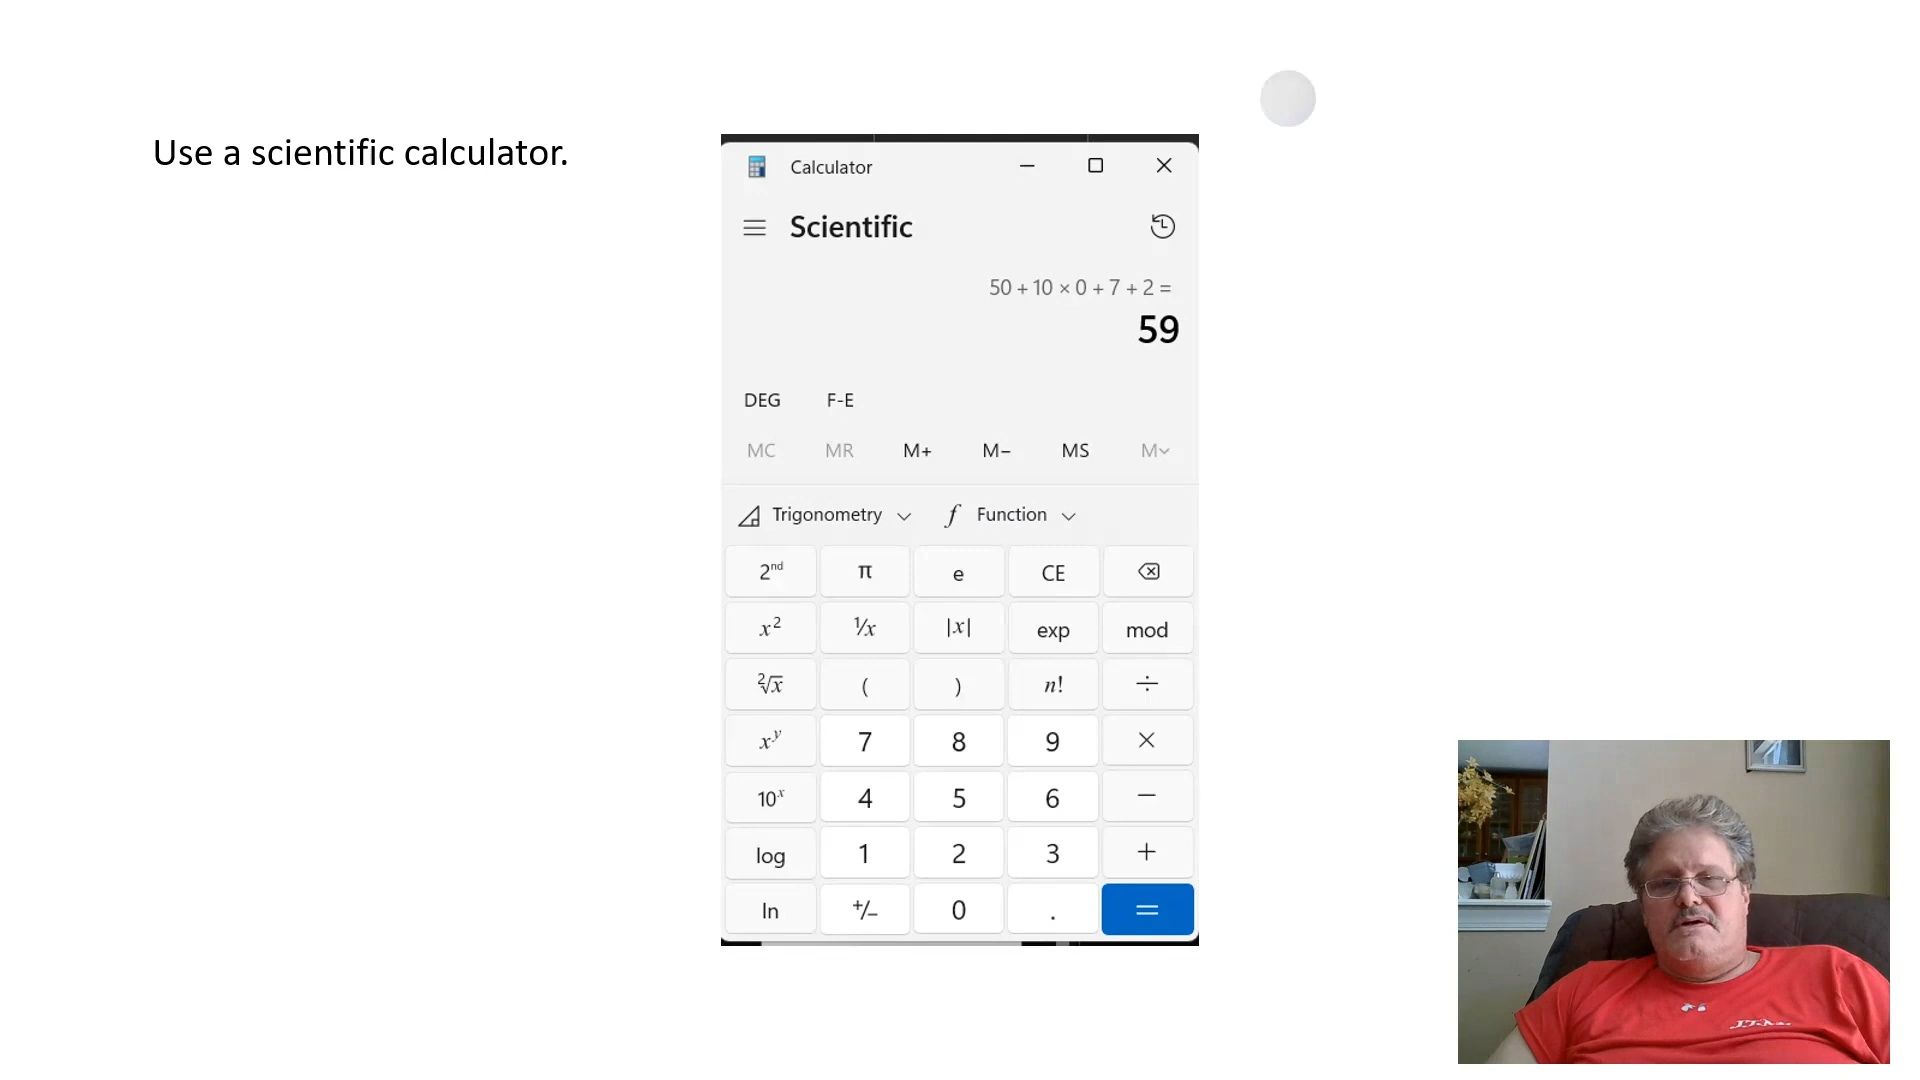 Use a scientific calculator.
Calculator
Scientific
50 + 10 × 0 + 7 + 2 =
59
DEG F-E
MC MR M+ M− MS M
Trigonometry f Function
2ⁿᵈ π e CE
x² ¹/x |x| exp mod
²√x ( ) n! ÷
xʸ 7 8 9 ×
10ˣ 4 5 6 −
log 1 2 3 +
ln +/− 0 . =